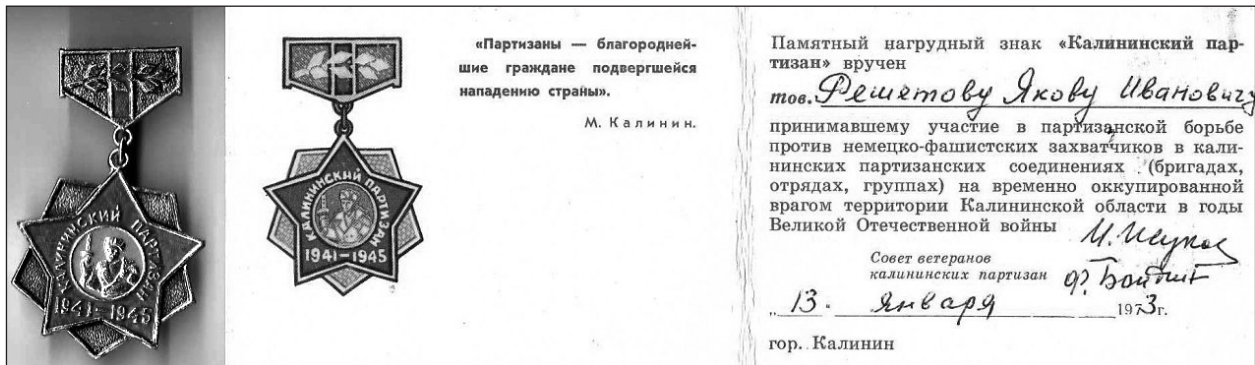 КАЛИНИНСКИЙ ПАРТИЗАН
1941-1945
КАЛИНИНСКИЙ ПАРТИЗАН
1941-1945
«Партизаны — благородней-
шие граждане подвергшейся
нападению страны».
М. Калинин.
Памятный нагрудный знак «Калининский пар-
тизан» вручен
тов. Решетову Якову Ивановичу
принимавшему участие в партизанской борьбе
против немецко-фашистских захватчиков в кали-
нинских партизанских соединениях (бригадах,
отрядах, группах) на временно оккупированной
врагом территории Калининской области в годы
Великой Отечественной войны
Совет ветеранов
калининских партизан
„ 13 " января 1973г.
гор. Калинин